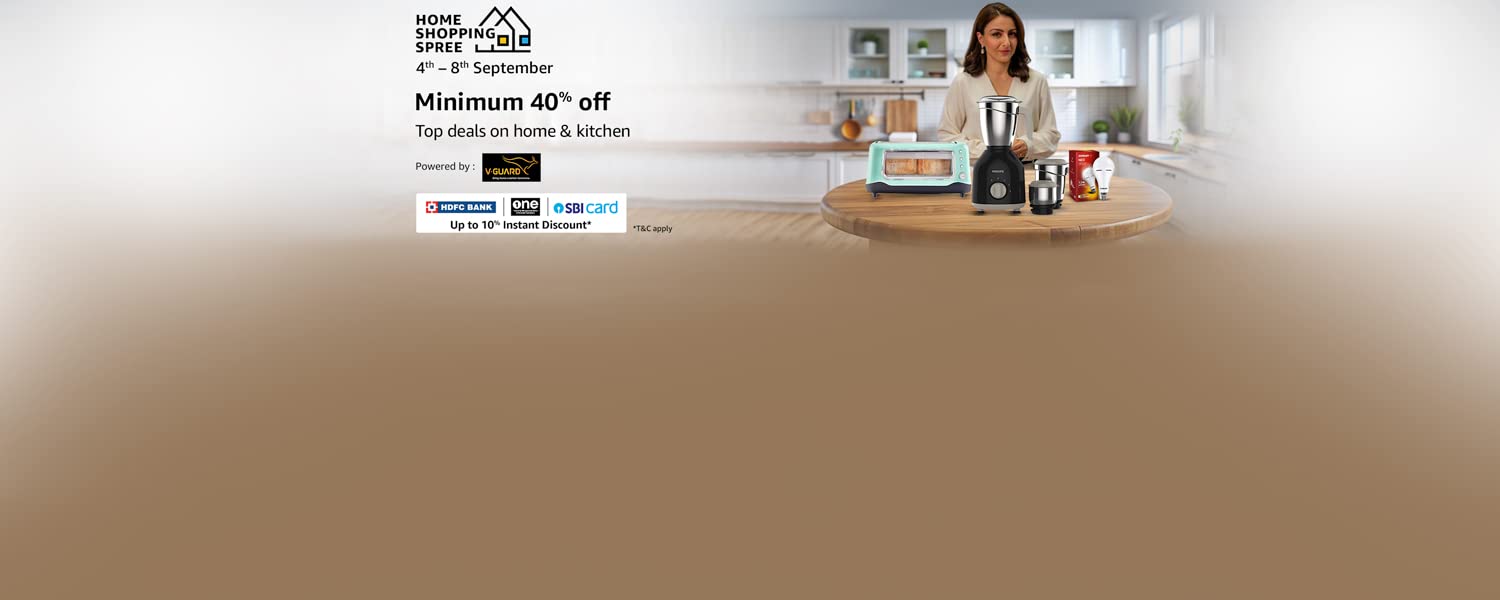 HOME
SHOPPING
SPREE
4th – 8th September
Minimum 40% off
Top deals on home & kitchen
Powered by :
V-GUARD
HDFC BANK
one
SBI card
Up to 10% Instant Discount*
*T&C apply
PHILIPS